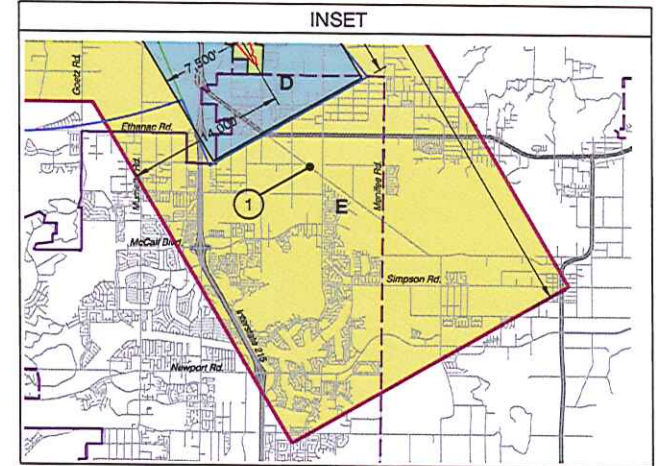 INSET
Goetz Rd.
7,500'
D
Ethanac Rd.
14,000'
Murrieta Rd.
Menifee Rd.
1
E
McCall Blvd.
Simpson Rd.
Interstate 215
Newport Rd.